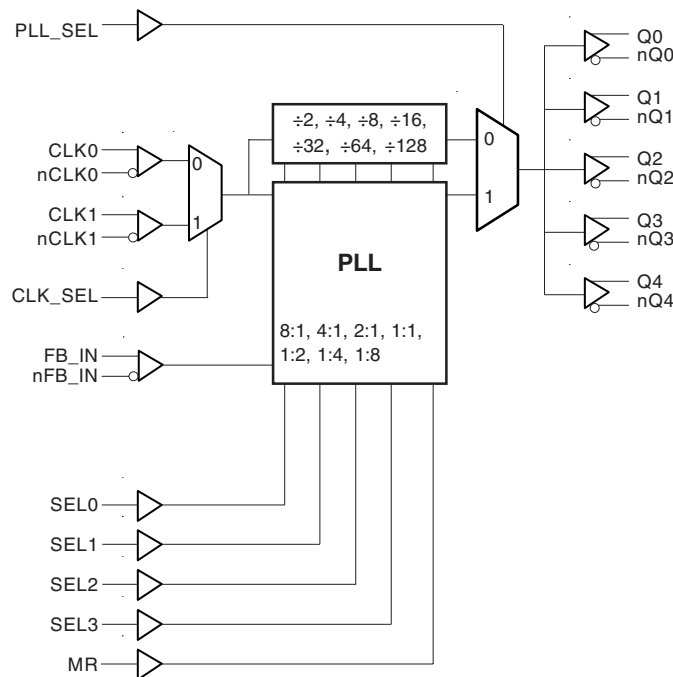 PLL_SEL
÷2, ÷4, ÷8, ÷16,
÷32, ÷64, ÷128
CLK0
nCLK0
CLK1
nCLK1
CLK_SEL
0
1
PLL
8:1, 4:1, 2:1, 1:1,
1:2, 1:4, 1:8
FB_IN
nFB_IN
0
1
Q0
nQ0
Q1
nQ1
Q2
nQ2
Q3
nQ3
Q4
nQ4
SEL0
SEL1
SEL2
SEL3
MR